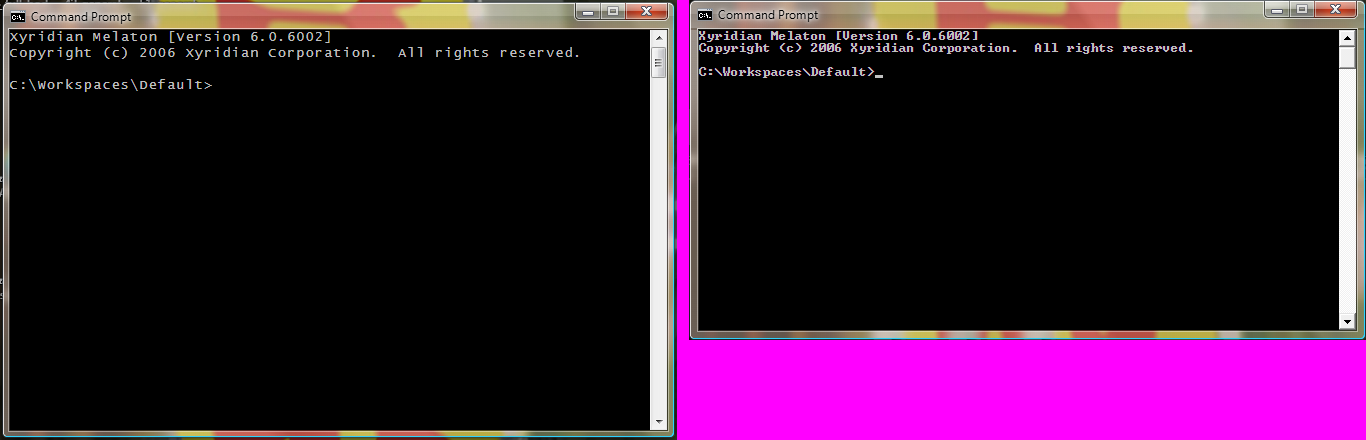 Command Prompt
Xyridian Melaton [Version 6.0.6002]
Copyright (c) 2006 Xyridian Corporation.  All rights reserved.
C:\Workspaces\Default>
Command Prompt
Xyridian Melaton [Version 6.0.6002]
Copyright (c) 2006 Xyridian Corporation.  All rights reserved.
C:\Workspaces\Default>_